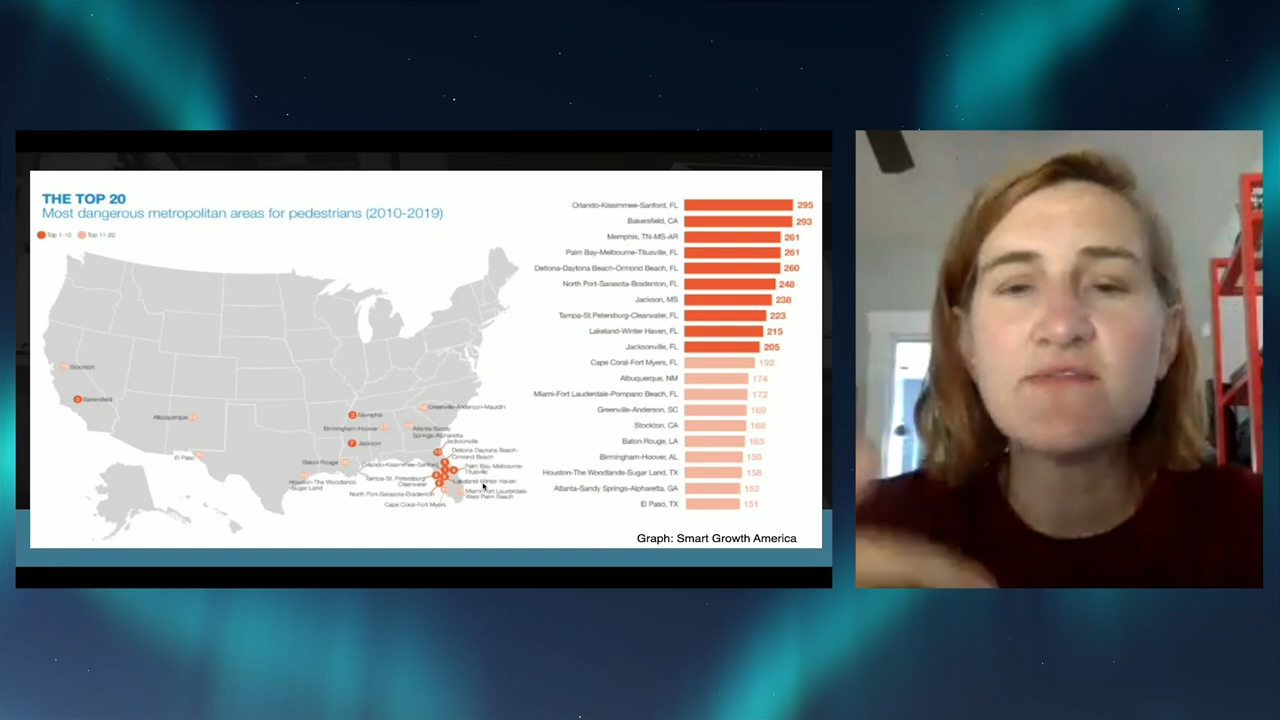 THE TOP 20
Most dangerous metropolitan areas for pedestrians (2010-2019)
Top 1-10 Top 11-20
Orlando-Kissimmee-Sanford, FL 295
Bakersfield, CA 293
Memphis, TN-MS-AR 261
Palm Bay-Melbourne-Titusville, FL 261
Deltona-Daytona Beach-Ormond Beach, FL 260
North Port-Sarasota-Bradenton, FL 248
Jackson, MS 238
Tampa-St.Petersburg-Clearwater, FL 223
Lakeland-Winter Haven, FL 215
Jacksonville, FL 205
Cape Coral-Fort Myers, FL 192
Albuquerque, NM 174
Miami-Fort Lauderdale-Pompano Beach, FL 172
Greenville-Anderson, SC 169
Stockton, CA 168
Baton Rouge, LA 165
Birmingham-Hoover, AL 159
Houston-The Woodlands-Sugar Land, TX 158
Atlanta-Sandy Springs-Alpharetta, GA 152
El Paso, TX 151
Stockton
2 Bakersfield
Albuquerque
El Paso
3 Memphis
Greenville-Anderson-Mauldin
Birmingham-Hoover
Atlanta-Sandy
Springs-Alpharetta
7 Jackson
Jacksonville
Deltona Daytona Beach-
Ormond Beach
Baton Rouge
Orlando-Kissimmee-Sanford
Palm Bay-Melbourne-
Titusville
Houston-The Woodlands
Sugar Land
Tampa-St. Petersburg
Clearwater
Lakeland Winter Haven
North Port-Sarasota-Bradenton
Miami-Fort Lauderdale-
West Palm Beach
Cape Coral-Fort Myers
Graph: Smart Growth America